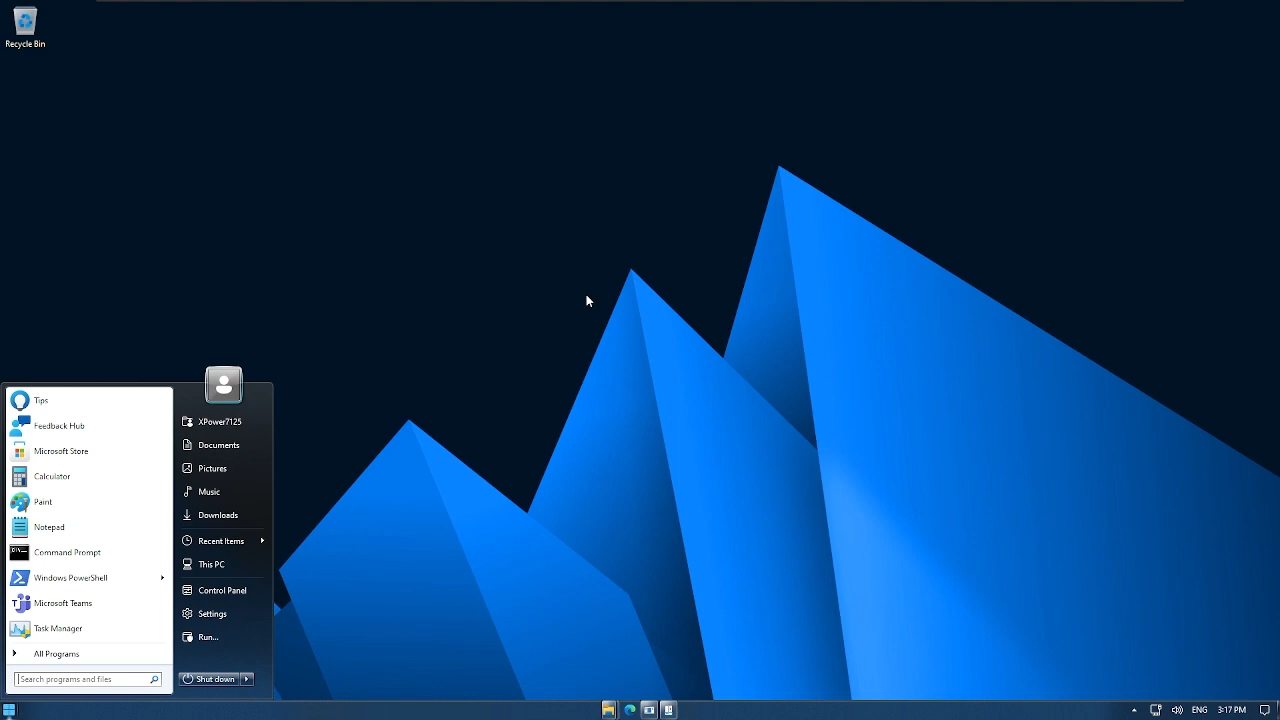 Recycle Bin
Tips
Feedback Hub
Microsoft Store
Calculator
Paint
Notepad
Command Prompt
Windows PowerShell
Microsoft Teams
Task Manager
All Programs
Search programs and files
XPower7125
Documents
Pictures
Music
Downloads
Recent Items
This PC
Control Panel
Settings
Run...
Shut down
ENG
3:17 PM